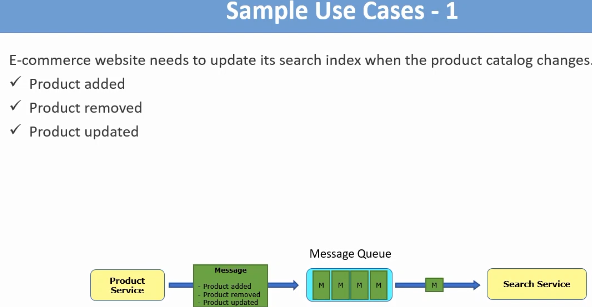 Sample Use Cases - 1
E-commerce website needs to update its search index when the product catalog changes.
✓ Product added
✓ Product removed
✓ Product updated
Message Queue
Product
Service
Message
- Product added
- Product removed
- Product updated
M M M M
M
Search Service